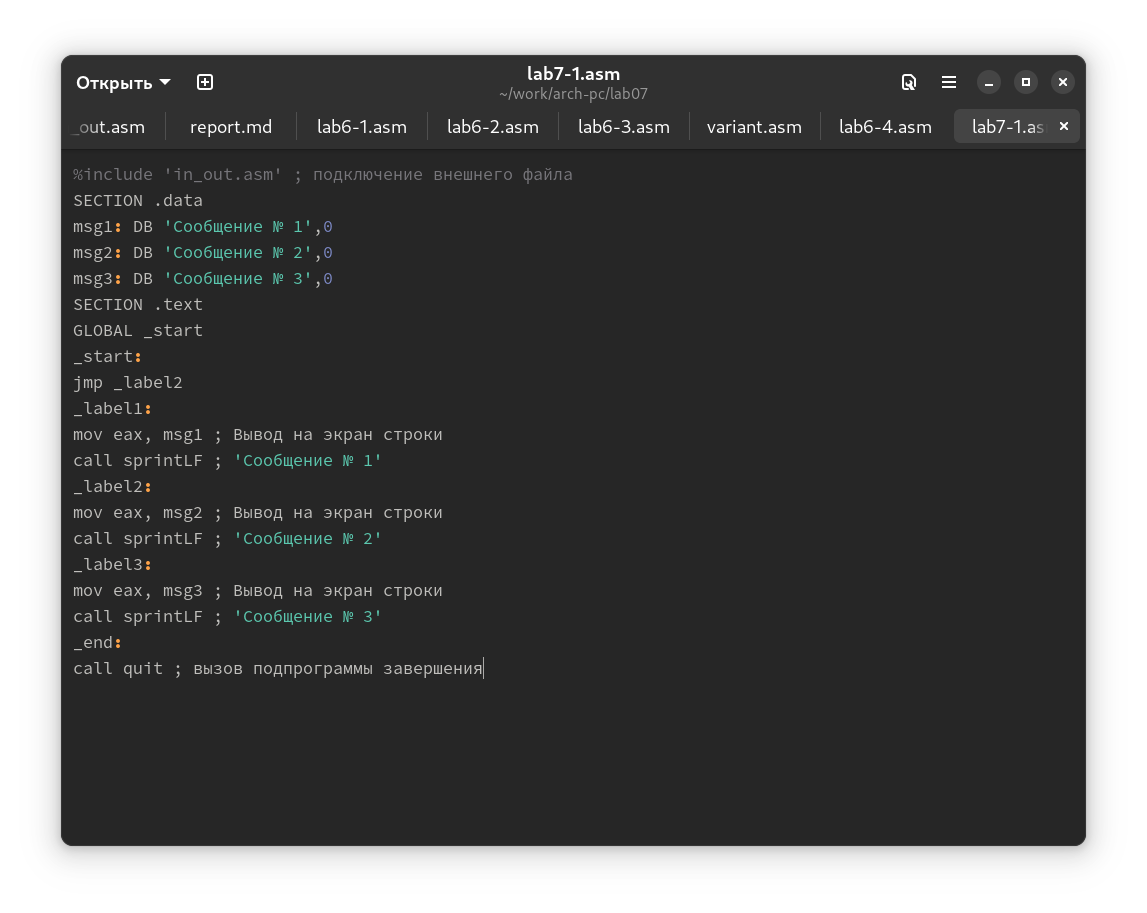 Открыть
lab7-1.asm
~/work/arch-pc/lab07
_out.asm report.md lab6-1.asm lab6-2.asm lab6-3.asm variant.asm lab6-4.asm lab7-1.as
%include 'in_out.asm' ; подключение внешнего файла
SECTION .data
msg1: DB 'Сообщение № 1',0
msg2: DB 'Сообщение № 2',0
msg3: DB 'Сообщение № 3',0
SECTION .text
GLOBAL _start
_start:
jmp _label2
_label1:
mov eax, msg1 ; Вывод на экран строки
call sprintLF ; 'Сообщение № 1'
_label2:
mov eax, msg2 ; Вывод на экран строки
call sprintLF ; 'Сообщение № 2'
_label3:
mov eax, msg3 ; Вывод на экран строки
call sprintLF ; 'Сообщение № 3'
_end:
call quit ; вызов подпрограммы завершения